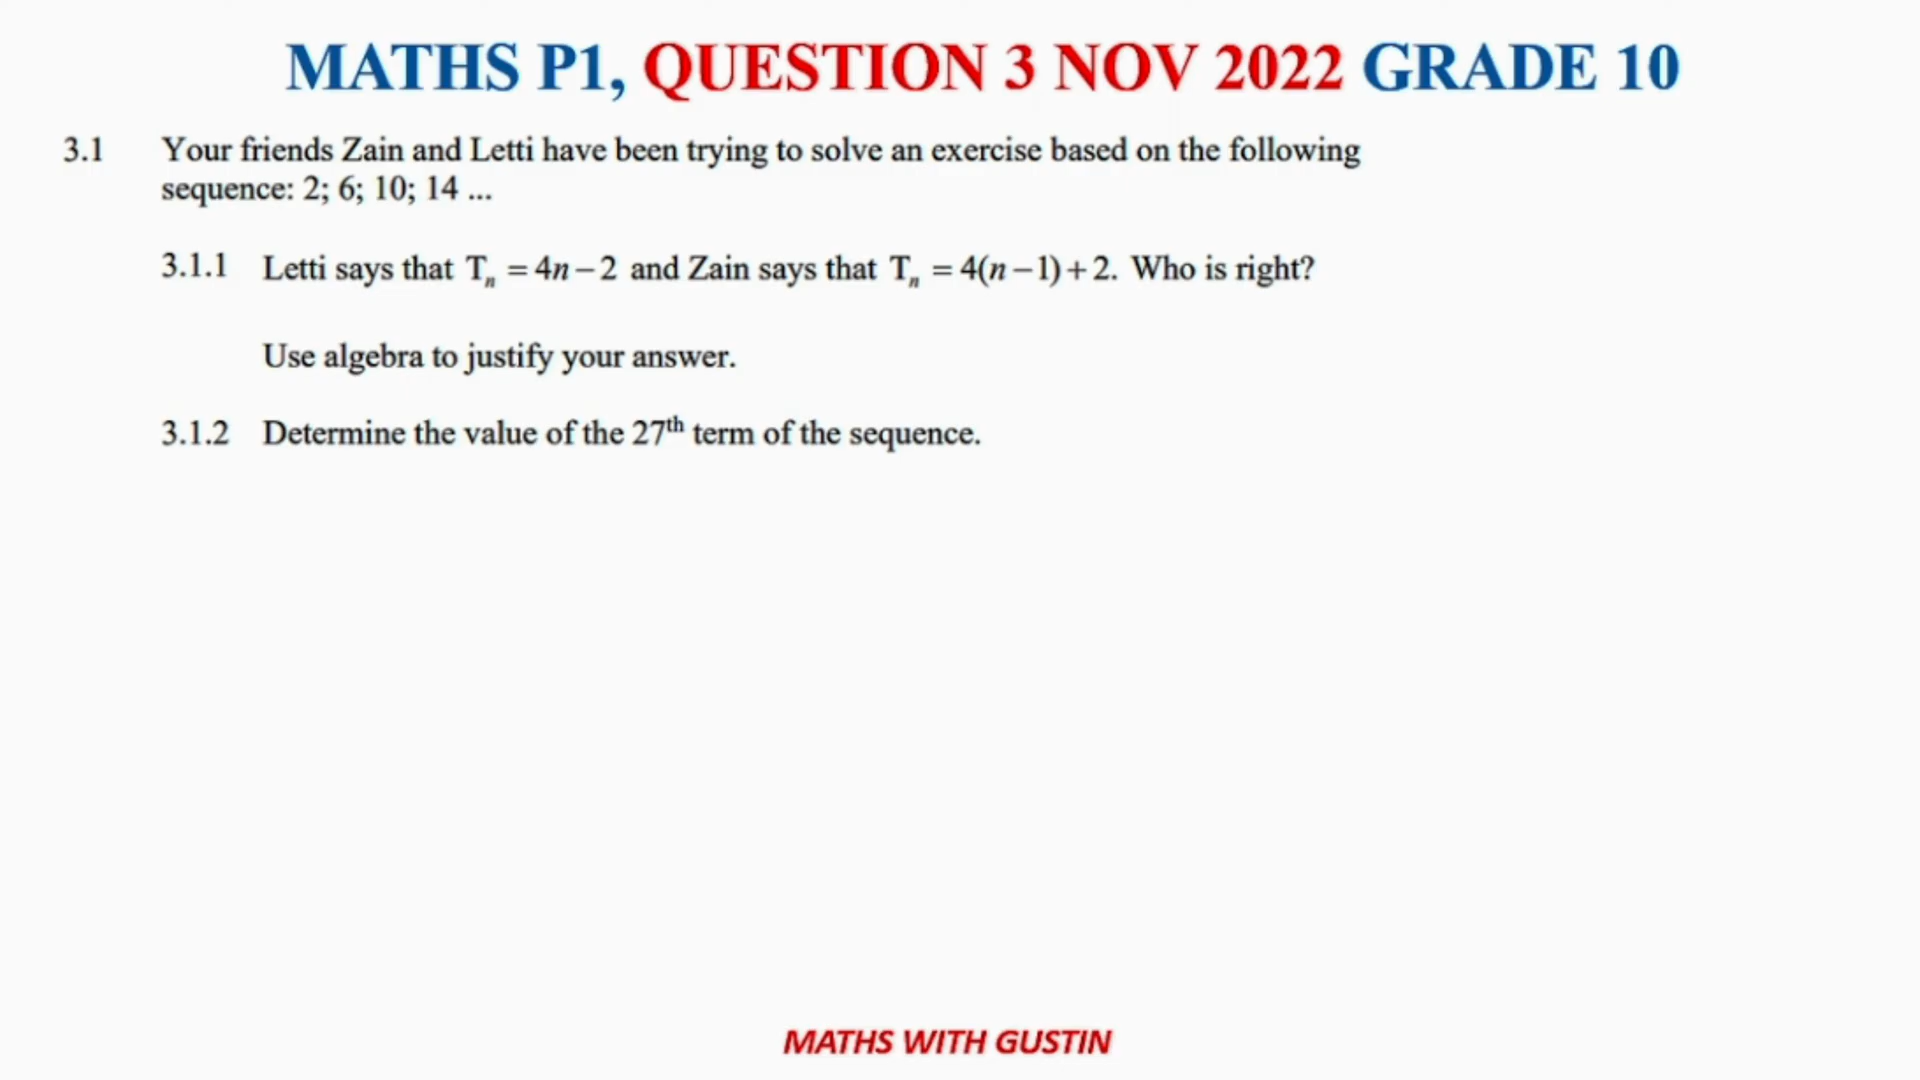 MATHS P1, QUESTION 3 NOV 2022 GRADE 10
3.1 Your friends Zain and Letti have been trying to solve an exercise based on the following
sequence: 2; 6; 10; 14 ...
3.1.1 Letti says that Tₙ = 4n − 2 and Zain says that Tₙ = 4(n − 1) + 2. Who is right?
Use algebra to justify your answer.
3.1.2 Determine the value of the 27th term of the sequence.
MATHS WITH GUSTIN